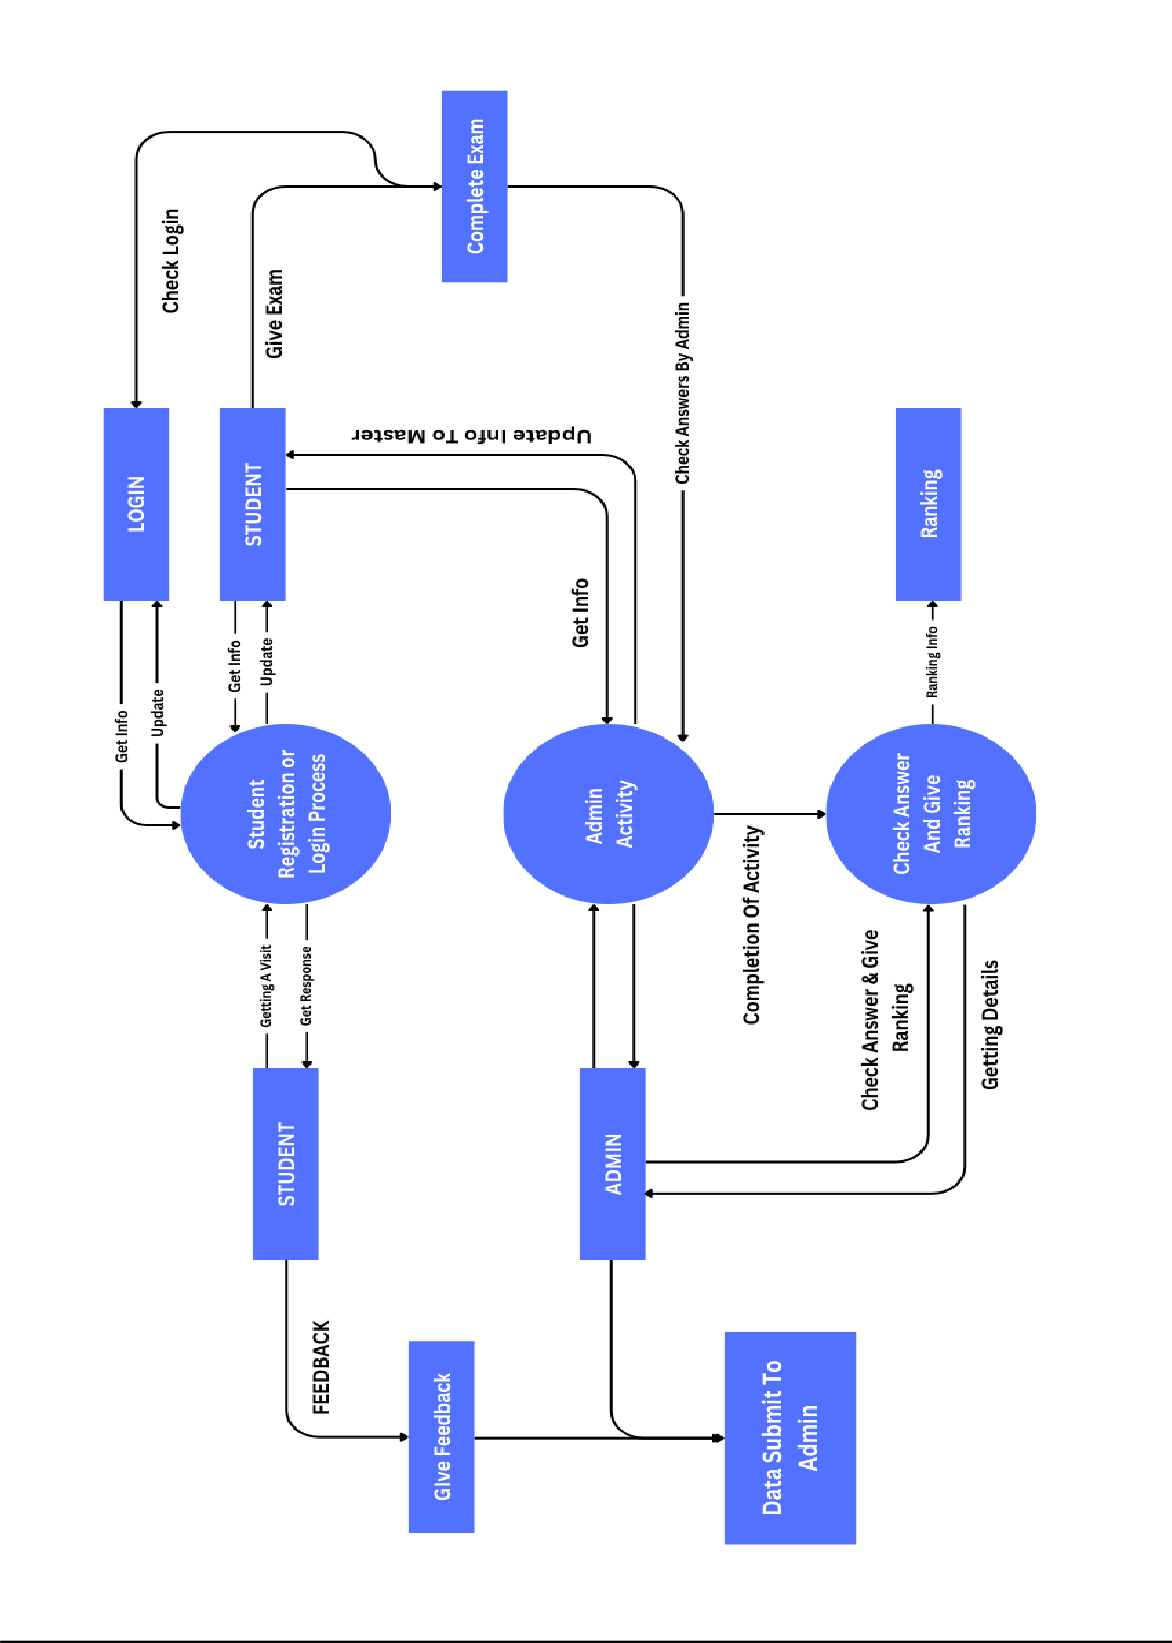 LOGIN
Check Login
Get Info
Update
STUDENT
Give Exam
Get Info
Update
Complete Exam
Student
Registration or
Login Process
Getting A Visit
Get Response
STUDENT
FEEDBACK
Give Feedback
Update Info To Master
Get Info
Check Answers By Admin
Admin
Activity
ADMIN
Completion Of Activity
Data Submit To
Admin
Check Answer & Give
Ranking
Check Answer
And Give
Ranking
Getting Details
Ranking Info
Ranking